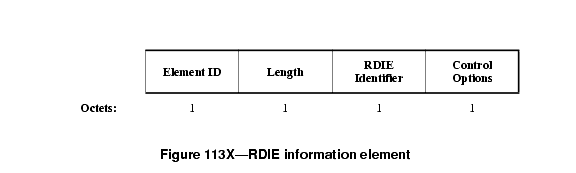 Element ID Length RDIE Identifier Control Options
Octets: 1 1 1 1
Figure 113X—RDIE information element